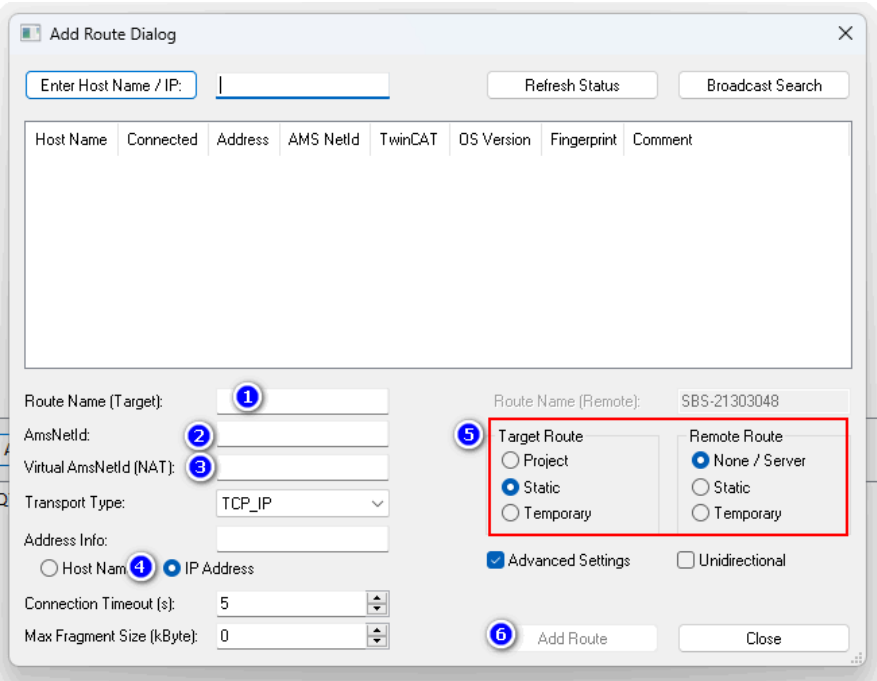 Add Route Dialog
Enter Host Name / IP:
Refresh Status
Broadcast Search
Host Name Connected Address AMS NetId TwinCAT OS Version Fingerprint Comment
Route Name (Target): 1
Route Name (Remote): SBS-21303048
AmsNetId: 2
5 Target Route
Remote Route
Virtual AmsNetId (NAT): 3
Project
None / Server
Transport Type: TCP_IP
Static
Static
Temporary
Temporary
Address Info:
Host Nam 4 IP Address
Advanced Settings
Unidirectional
Connection Timeout (s): 5
Max Fragment Size (kByte): 0
6 Add Route
Close